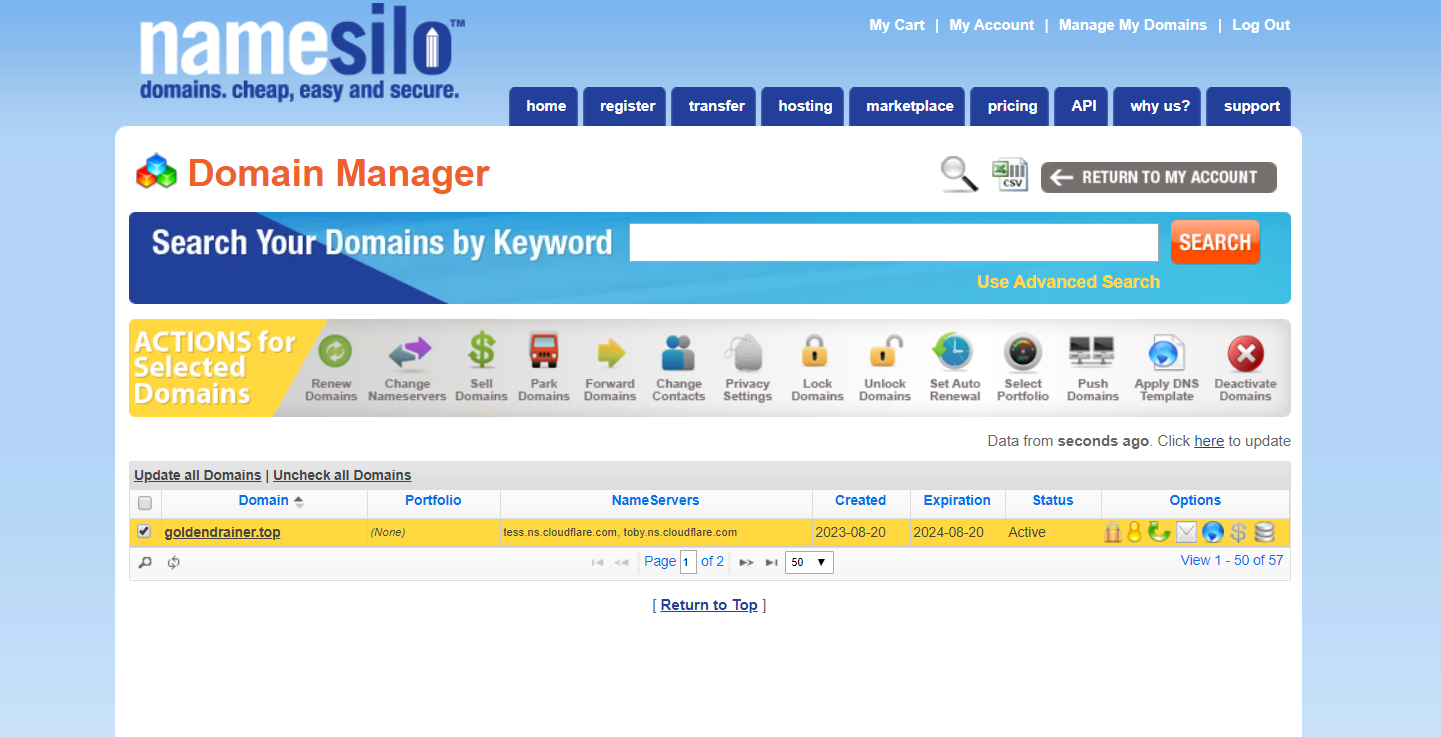 My Cart | My Account | Manage My Domains | Log Out
namesilo™
domains. cheap, easy and secure.
home register transfer hosting marketplace pricing API why us? support
Domain Manager
CSV
RETURN TO MY ACCOUNT
Search Your Domains by Keyword
SEARCH
Use Advanced Search
ACTIONS for Selected Domains
Renew Domains
Change Nameservers
Sell Domains
Park Domains
Forward Domains
Change Contacts
Privacy Settings
Lock Domains
Unlock Domains
Set Auto Renewal
Select Portfolio
Push Domains
Apply DNS Template
Deactivate Domains
Data from seconds ago. Click here to update
Update all Domains | Uncheck all Domains
Domain Portfolio NameServers Created Expiration Status Options
goldendrainer.top (None) tess.ns.cloudflare.com, toby.ns.cloudflare.com 2023-08-20 2024-08-20 Active
Page 1 of 2 50 View 1 - 50 of 57
[ Return to Top ]